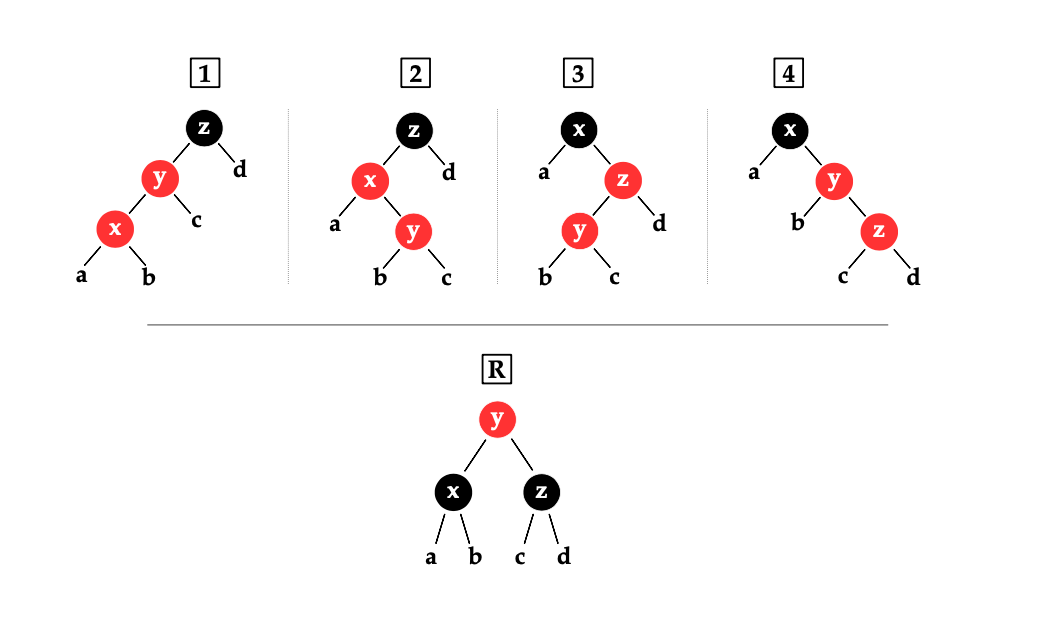 1 2 3 4
z z x x
y d x d a z a y
x c a y y d b z
a b b c b c c d
R
y
x z
a b c d